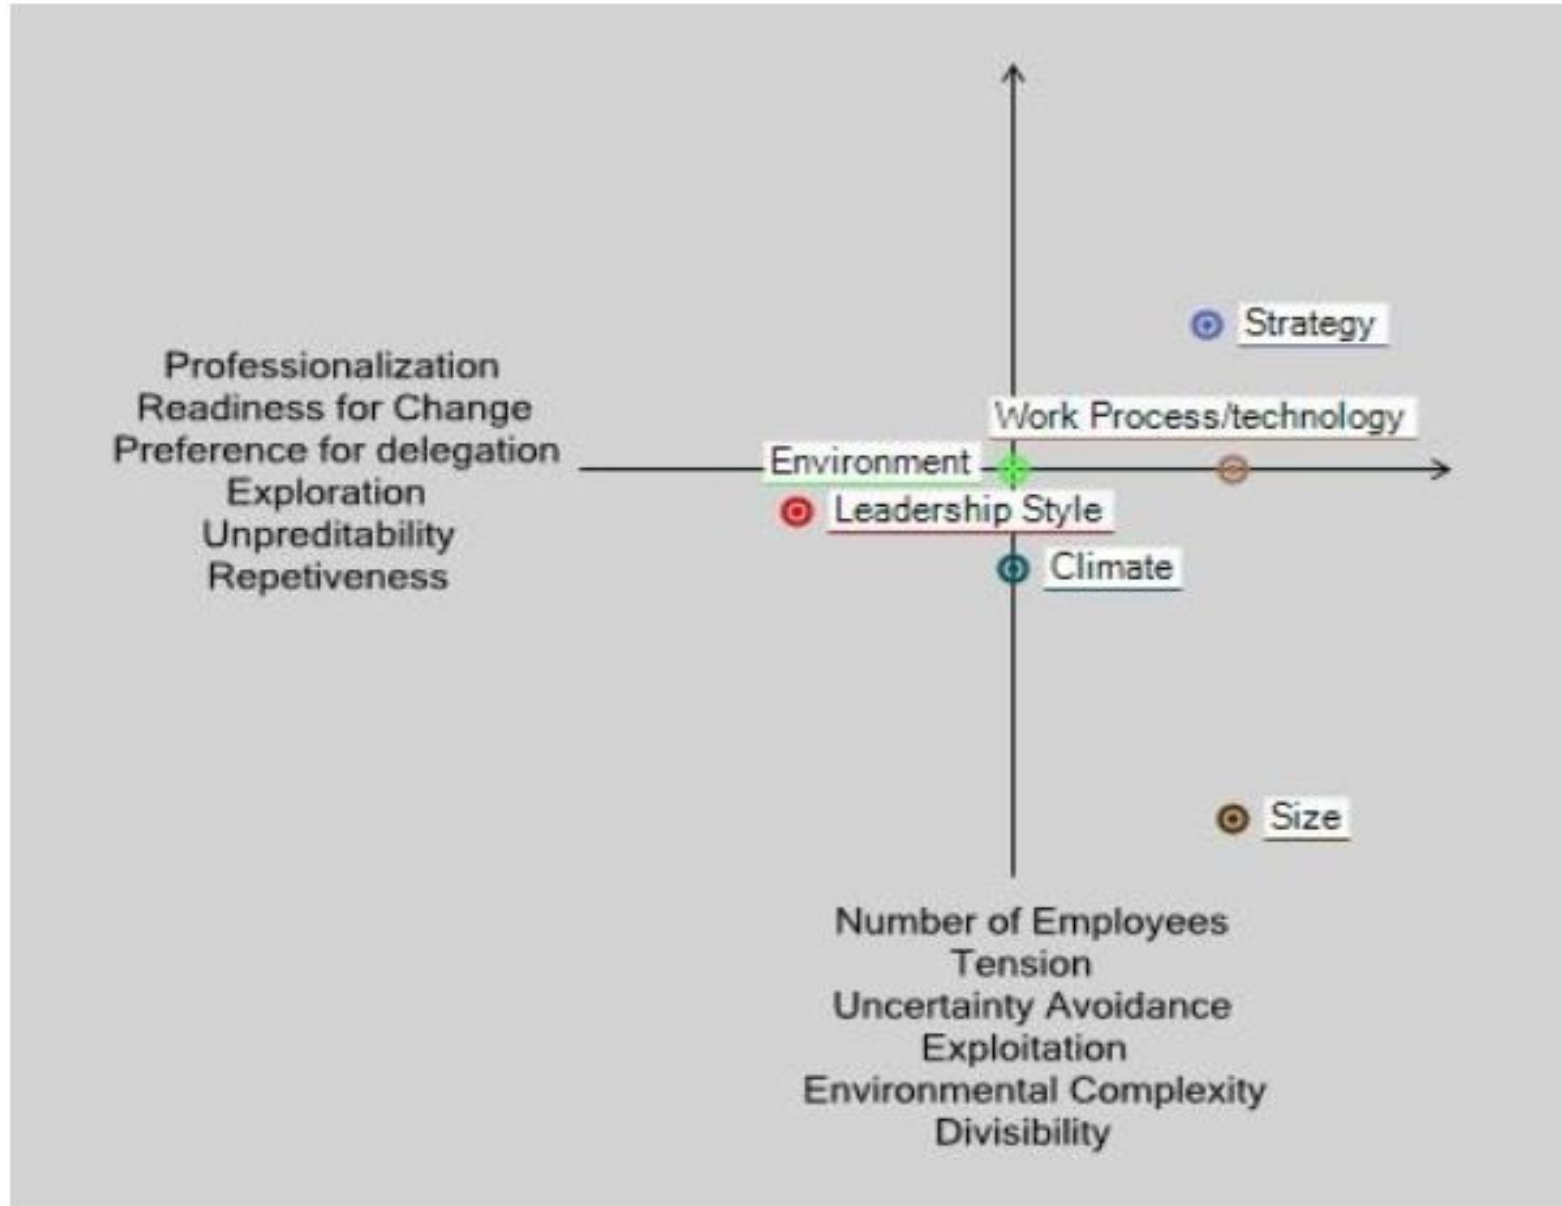 Strategy
Work Process/technology
Environment
Leadership Style
Climate
Professionalization
Readiness for Change
Preference for delegation
Exploration
Unpreditability
Repetiveness
Size
Number of Employees
Tension
Uncertainty Avoidance
Exploitation
Environmental Complexity
Divisibility